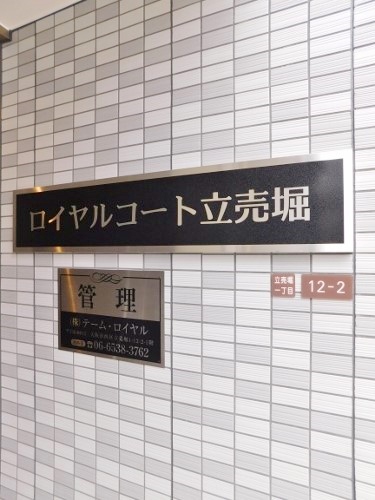 ロイヤルコート立売堀
立売堀
一丁目
12-2
管理
(株)テーム・ロイヤル
☎06-6538-3762